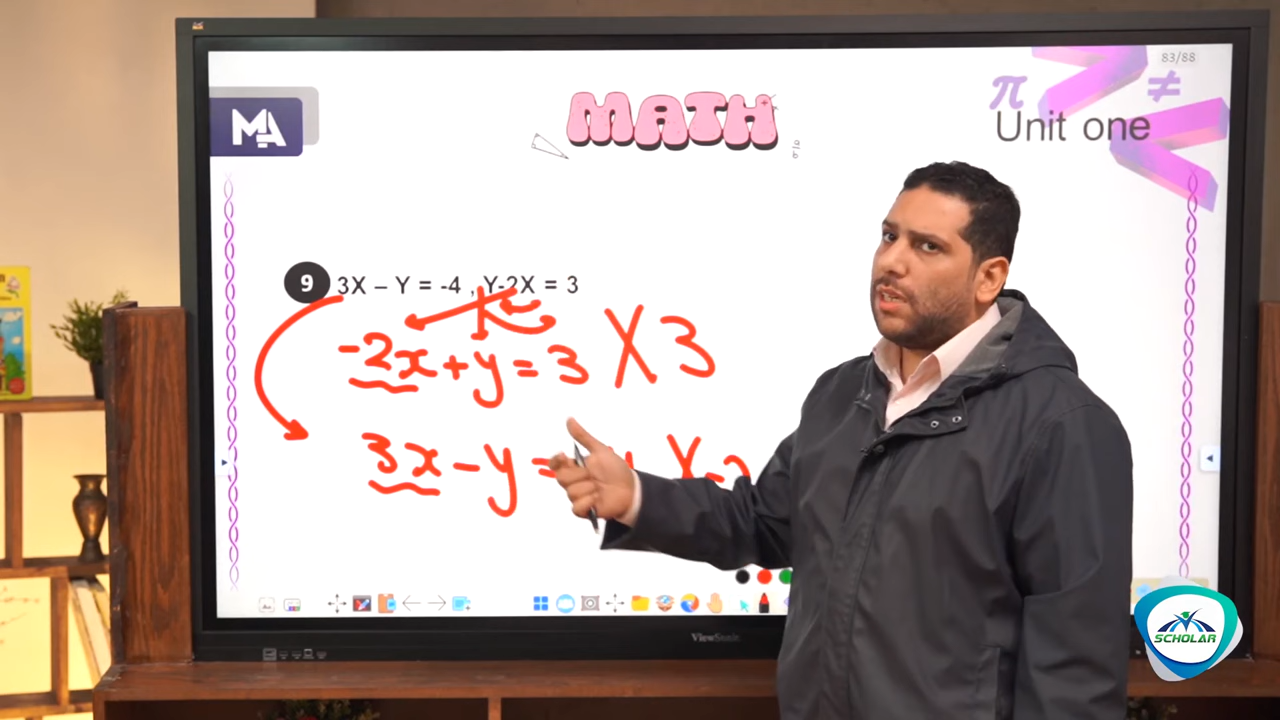 83/88
MA
MATH
π ≠
Unit one
9 3X – Y = -4 , Y-2X = 3
-2x+y=3 X 3
3x-y=
ViewSonic
SCHOLAR